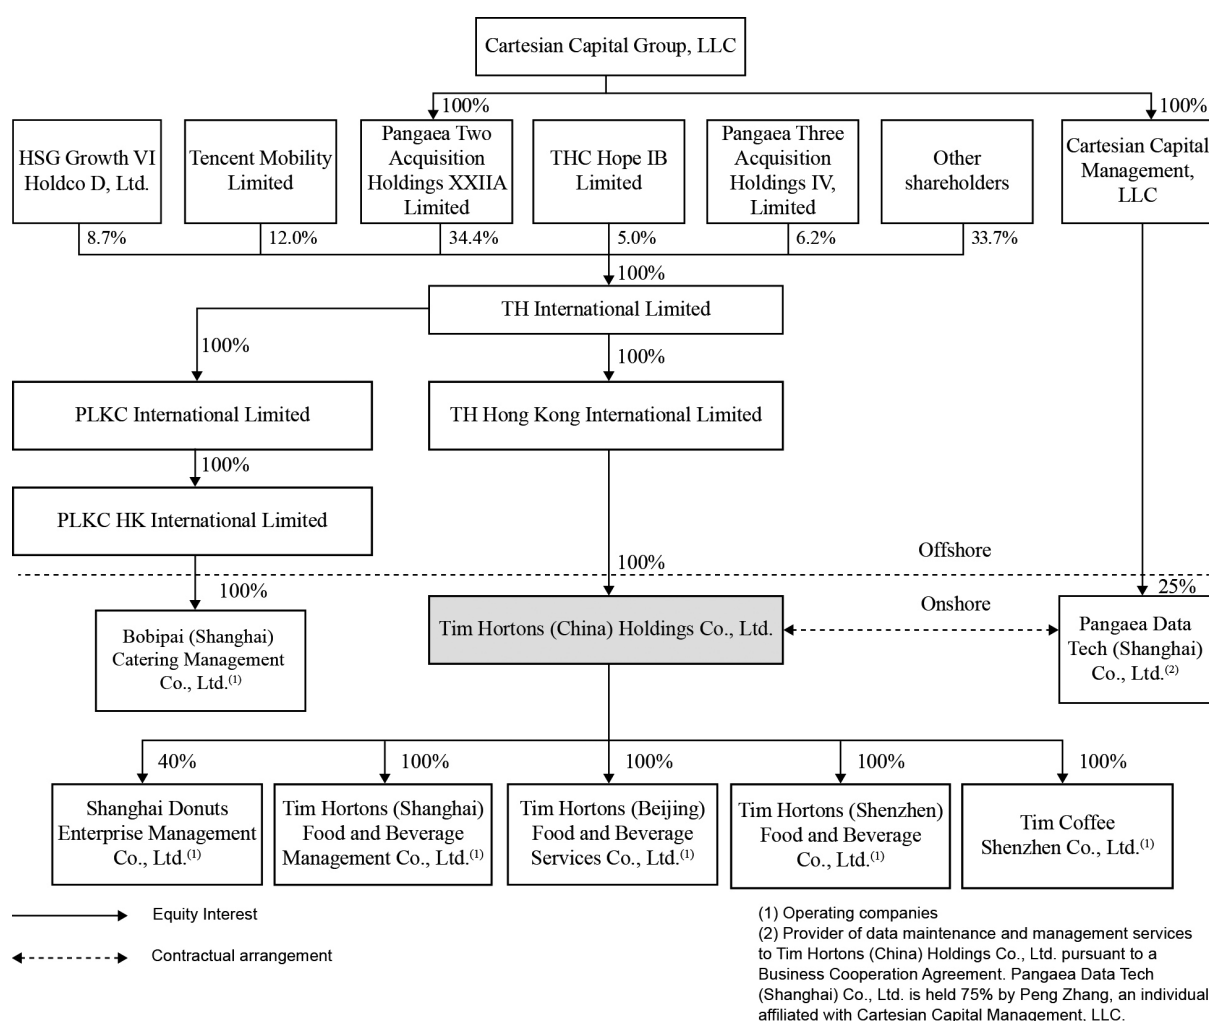 Cartesian Capital Group, LLC
100%
100%
HSG Growth VI
Holdco D, Ltd.
Tencent Mobility
Limited
Pangaea Two
Acquisition
Holdings XXIIA
Limited
THC Hope IB
Limited
Pangaea Three
Acquisition
Holdings IV,
Limited
Other
shareholders
Cartesian Capital
Management,
LLC
8.7%
12.0%
34.4%
5.0%
6.2%
33.7%
100%
TH International Limited
100%
100%
PLKC International Limited
TH Hong Kong International Limited
100%
PLKC HK International Limited
Offshore
100%
100%
25%
Onshore
Bobipai (Shanghai)
Catering Management
Co., Ltd.(1)
Tim Hortons (China) Holdings Co., Ltd.
Pangaea Data
Tech (Shanghai)
Co., Ltd.(2)
40%
100%
100%
100%
100%
Shanghai Donuts
Enterprise Management
Co., Ltd.(1)
Tim Hortons (Shanghai)
Food and Beverage
Management Co., Ltd.(1)
Tim Hortons (Beijing)
Food and Beverage
Services Co., Ltd.(1)
Tim Hortons (Shenzhen)
Food and Beverage
Co., Ltd.(1)
Tim Coffee
Shenzhen Co., Ltd.(1)
Equity Interest
Contractual arrangement
(1) Operating companies
(2) Provider of data maintenance and management services
to Tim Hortons (China) Holdings Co., Ltd. pursuant to a
Business Cooperation Agreement. Pangaea Data Tech
(Shanghai) Co., Ltd. is held 75% by Peng Zhang, an individual
affiliated with Cartesian Capital Management, LLC.